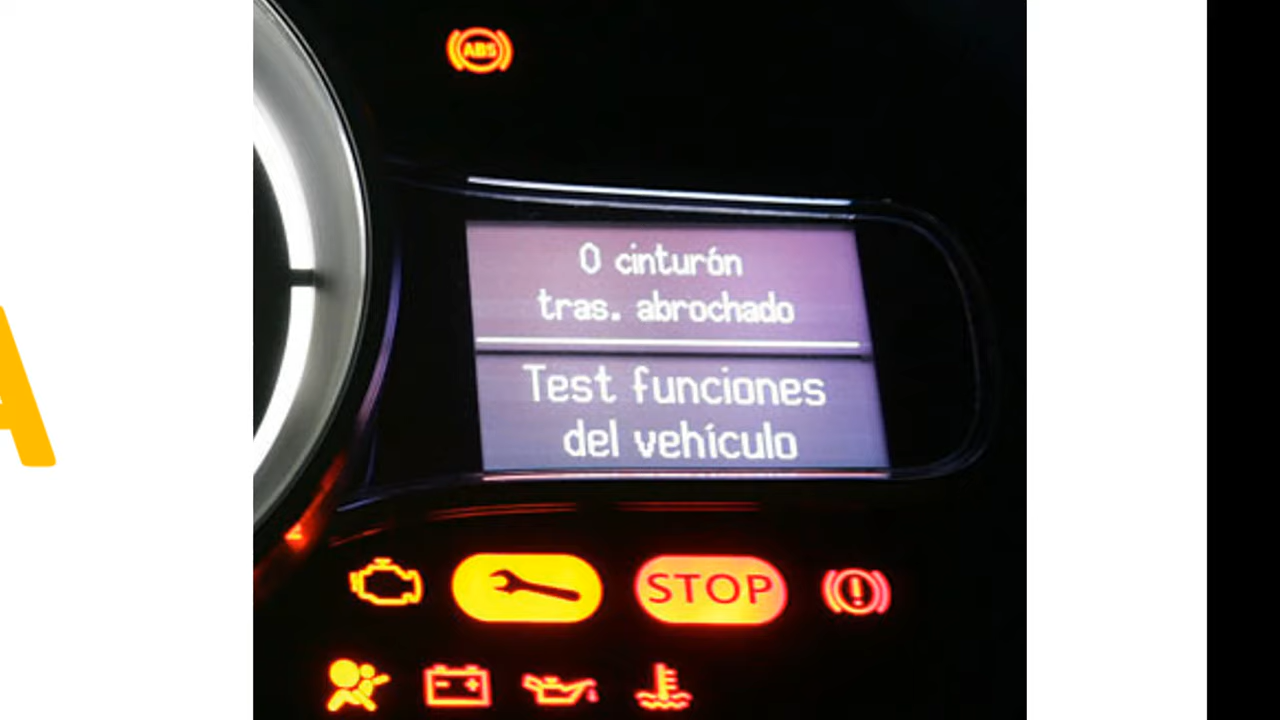 A
ABS
0 cinturón
tras. abrochado
Test funciones
del vehículo
STOP